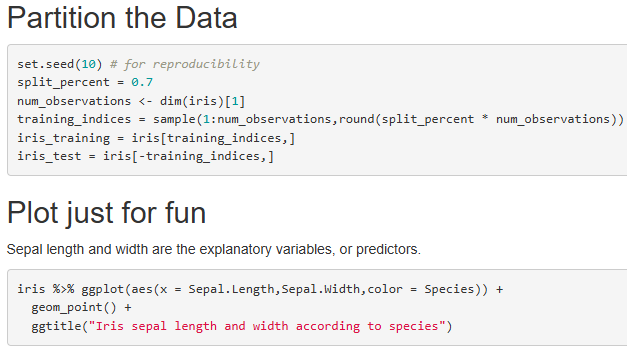 Partition the Data
set.seed(10) # for reproducibility
split_percent = 0.7
num_observations <- dim(iris)[1]
training_indices = sample(1:num_observations,round(split_percent * num_observations))
iris_training = iris[training_indices,]
iris_test = iris[-training_indices,]
Plot just for fun
Sepal length and width are the explanatory variables, or predictors.
iris %>% ggplot(aes(x = Sepal.Length,Sepal.Width,color = Species)) +
  geom_point() +
  ggtitle("Iris sepal length and width according to species")